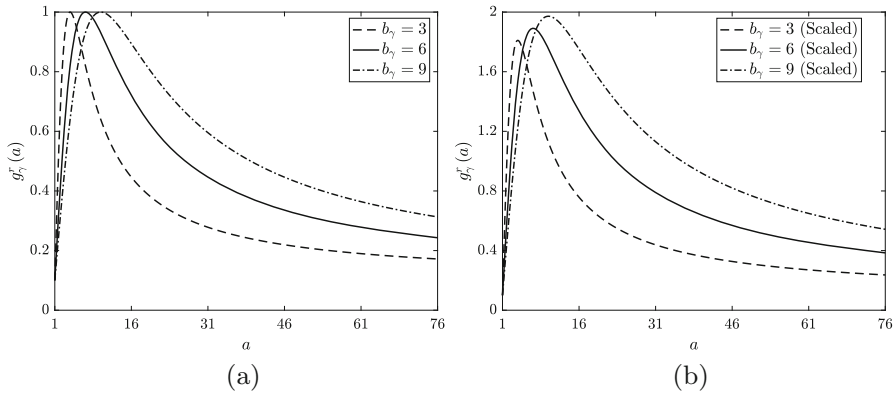 1
0.8
0.6
0.4
0.2
0
g^r_γ(a)
1 16 31 46 61 76
a
b_γ = 3
b_γ = 6
b_γ = 9
(a)
2
1.6
1.2
0.8
0.4
0
g^r_γ(a)
1 16 31 46 61 76
a
b_γ = 3 (Scaled)
b_γ = 6 (Scaled)
b_γ = 9 (Scaled)
(b)